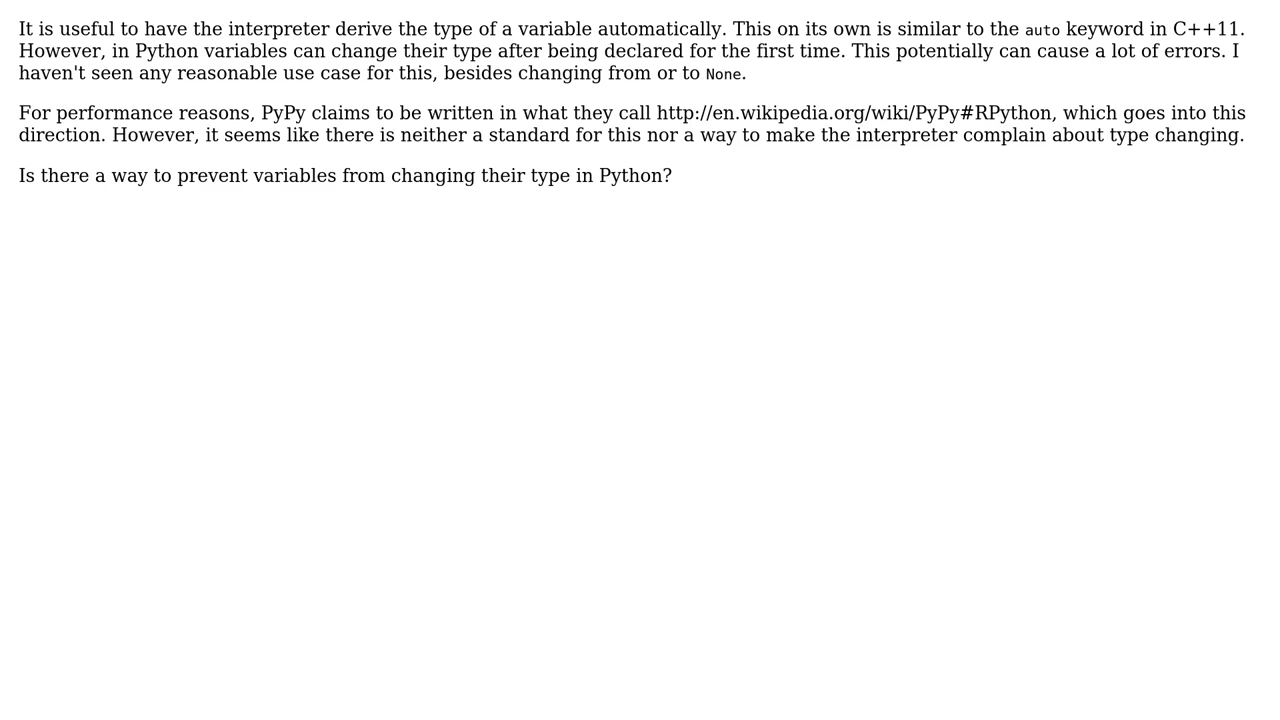 It is useful to have the interpreter derive the type of a variable automatically. This on its own is similar to the auto keyword in C++11.
However, in Python variables can change their type after being declared for the first time. This potentially can cause a lot of errors. I
haven't seen any reasonable use case for this, besides changing from or to None.
For performance reasons, PyPy claims to be written in what they call http://en.wikipedia.org/wiki/PyPy#RPython, which goes into this
direction. However, it seems like there is neither a standard for this nor a way to make the interpreter complain about type changing.
Is there a way to prevent variables from changing their type in Python?